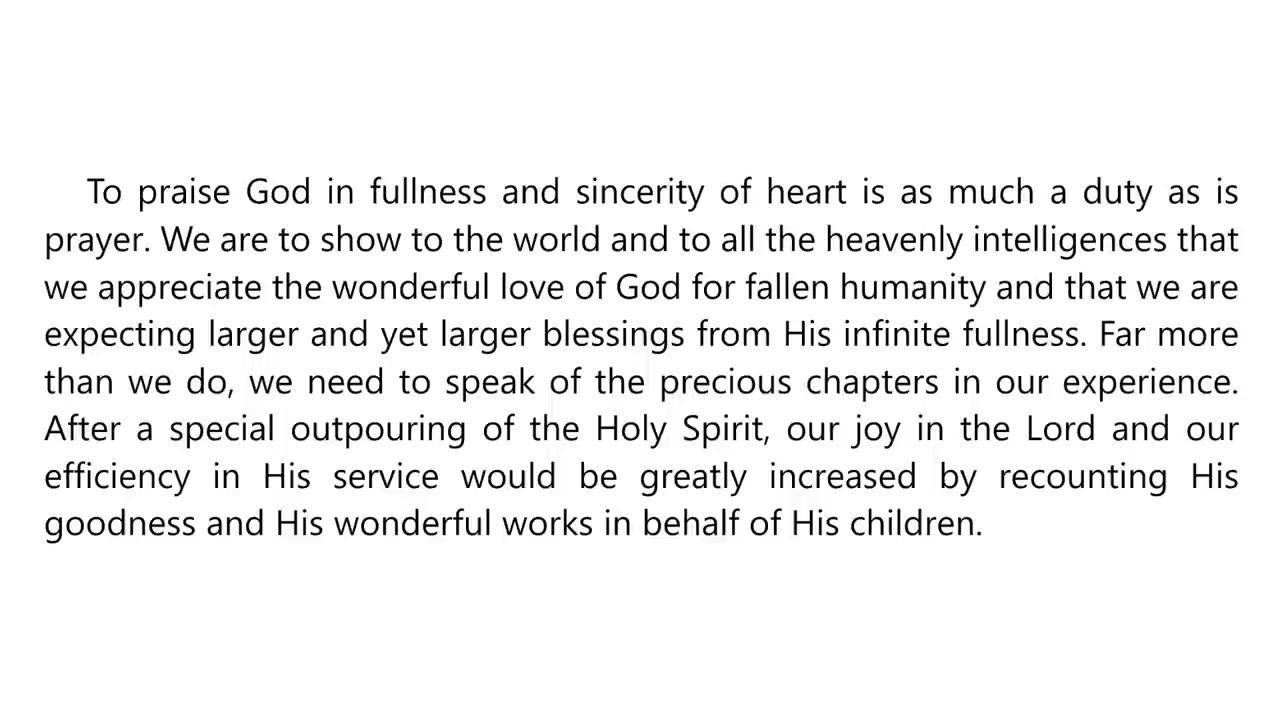 To praise God in fullness and sincerity of heart is as much a duty as is
prayer. We are to show to the world and to all the heavenly intelligences that
we appreciate the wonderful love of God for fallen humanity and that we are
expecting larger and yet larger blessings from His infinite fullness. Far more
than we do, we need to speak of the precious chapters in our experience.
After a special outpouring of the Holy Spirit, our joy in the Lord and our
efficiency in His service would be greatly increased by recounting His
goodness and His wonderful works in behalf of His children.